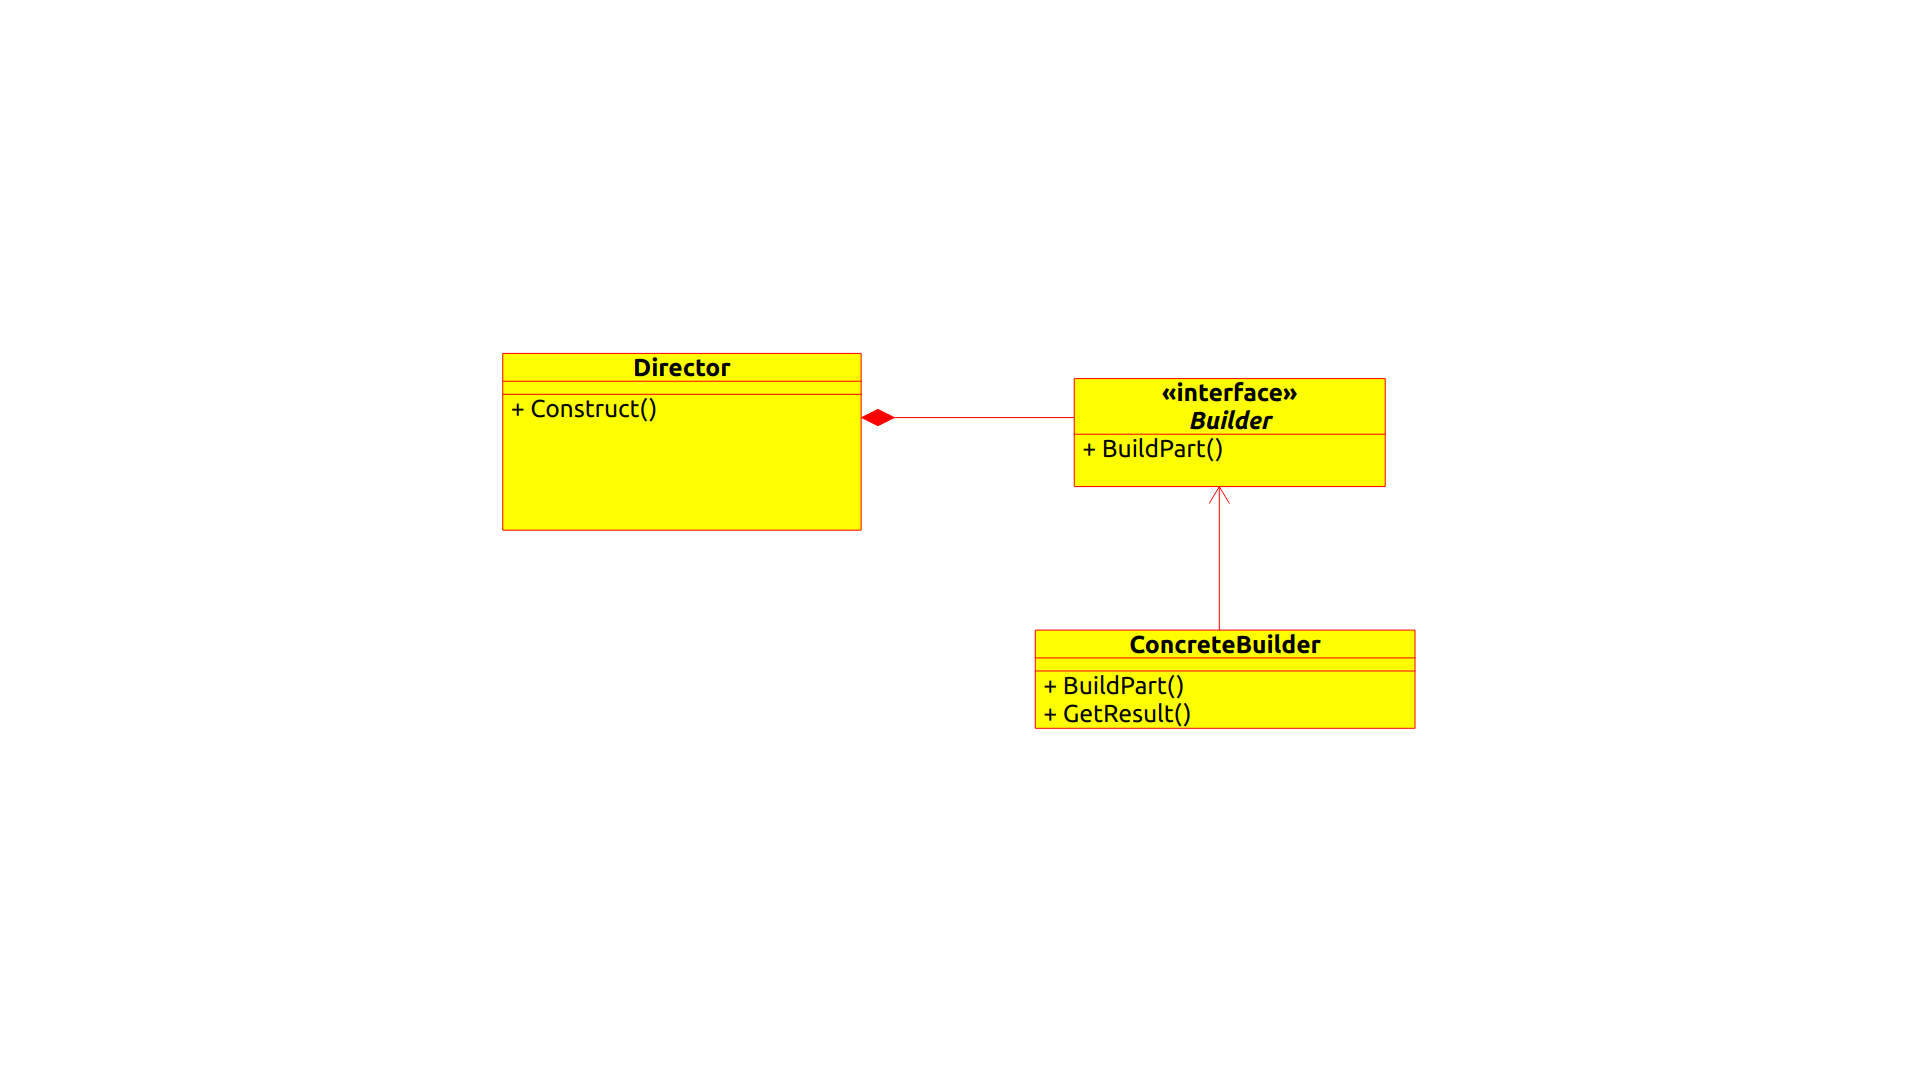 Director
+ Construct()
«interface»
Builder
+ BuildPart()
ConcreteBuilder
+ BuildPart()
+ GetResult()